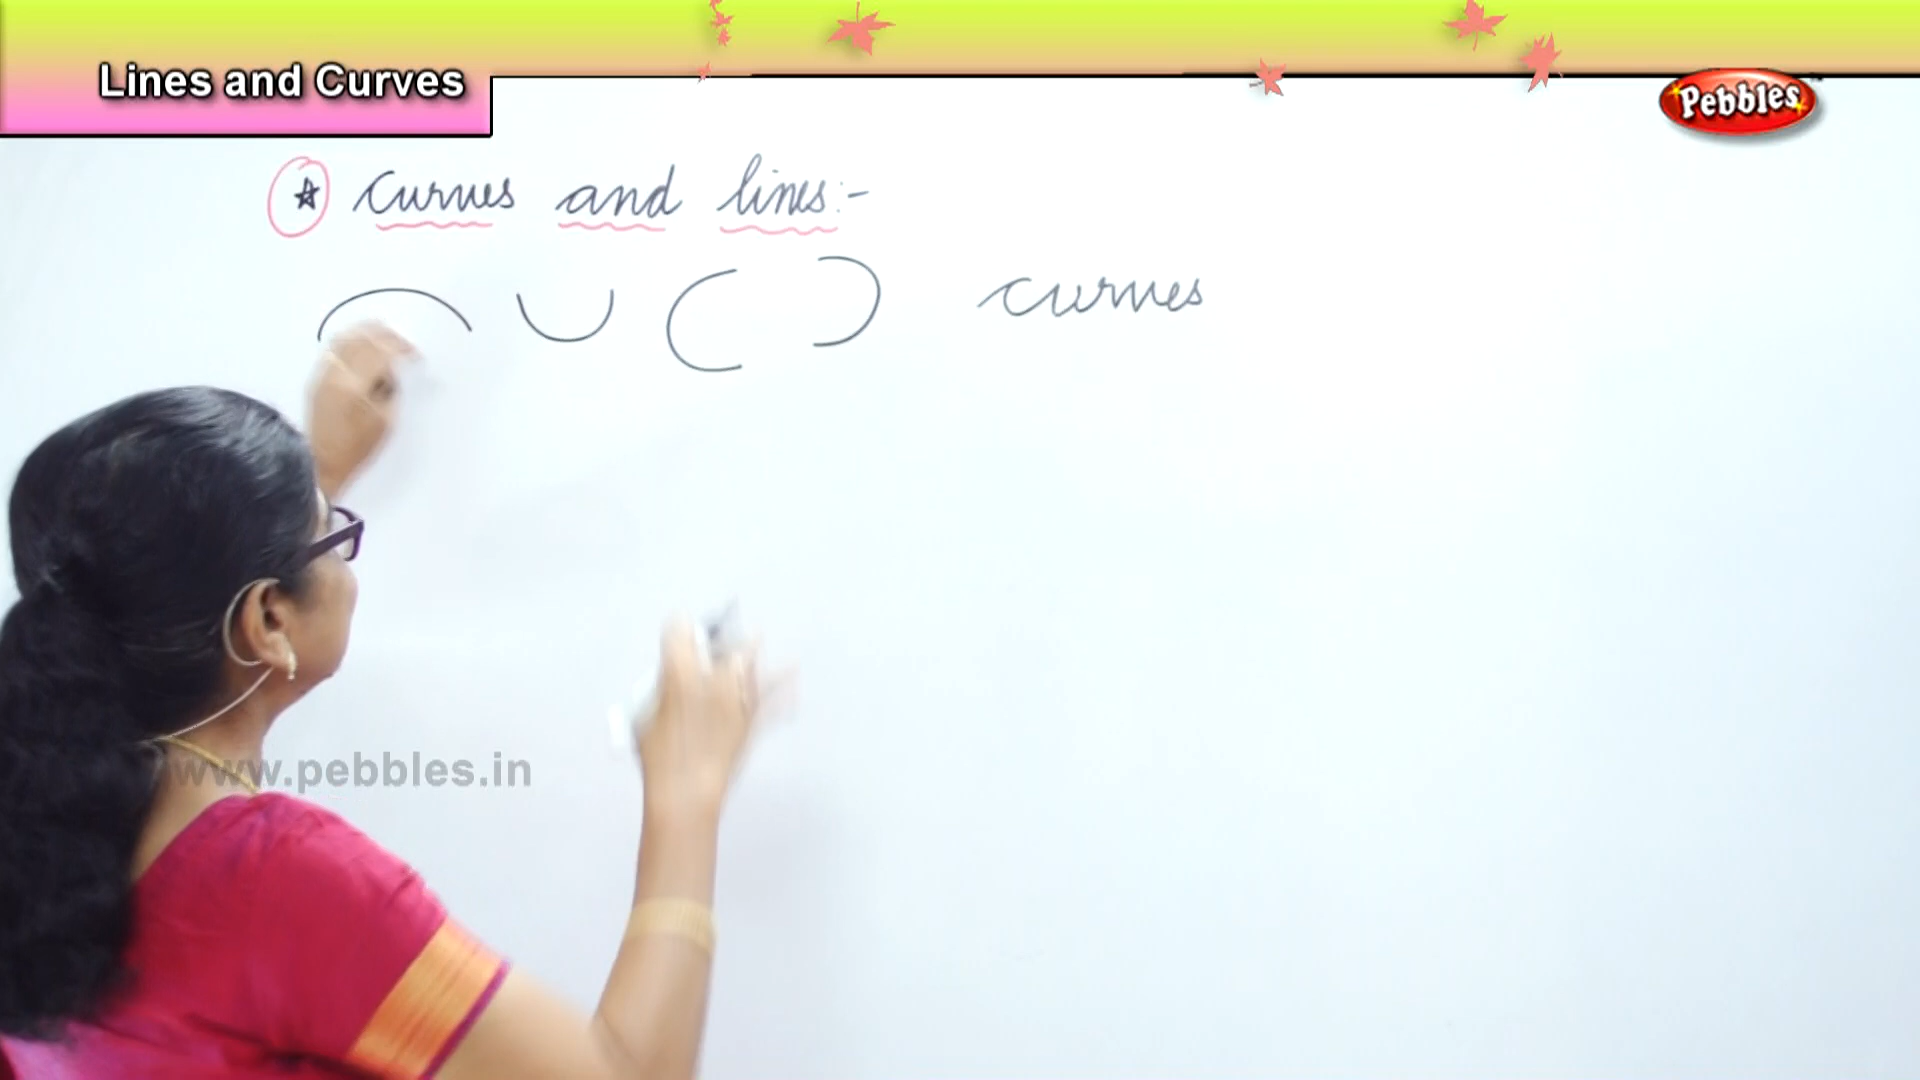 Lines and Curves
Pebbles
curves and lines:-
curves
www.pebbles.in